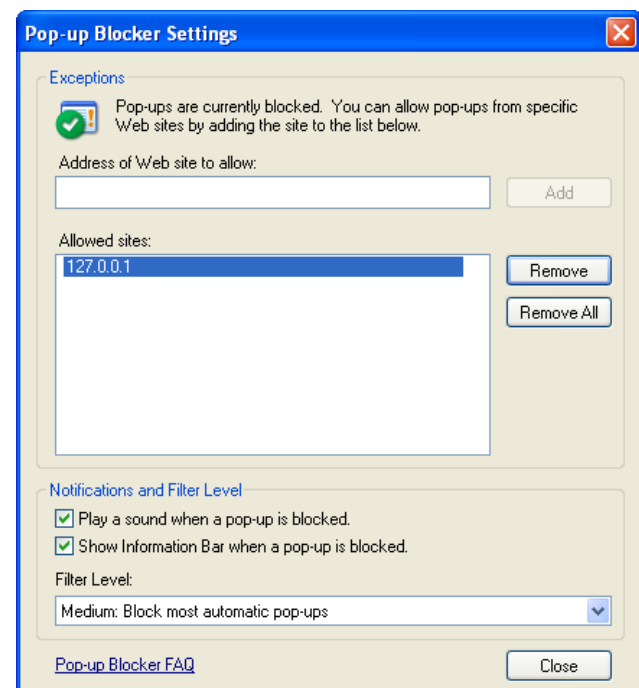 Pop-up Blocker Settings
Exceptions
Pop-ups are currently blocked. You can allow pop-ups from specific
Web sites by adding the site to the list below.
Address of Web site to allow:
Add
Allowed sites:
127.0.0.1
Remove
Remove All
Notifications and Filter Level
Play a sound when a pop-up is blocked.
Show Information Bar when a pop-up is blocked.
Filter Level:
Medium: Block most automatic pop-ups
Pop-up Blocker FAQ
Close